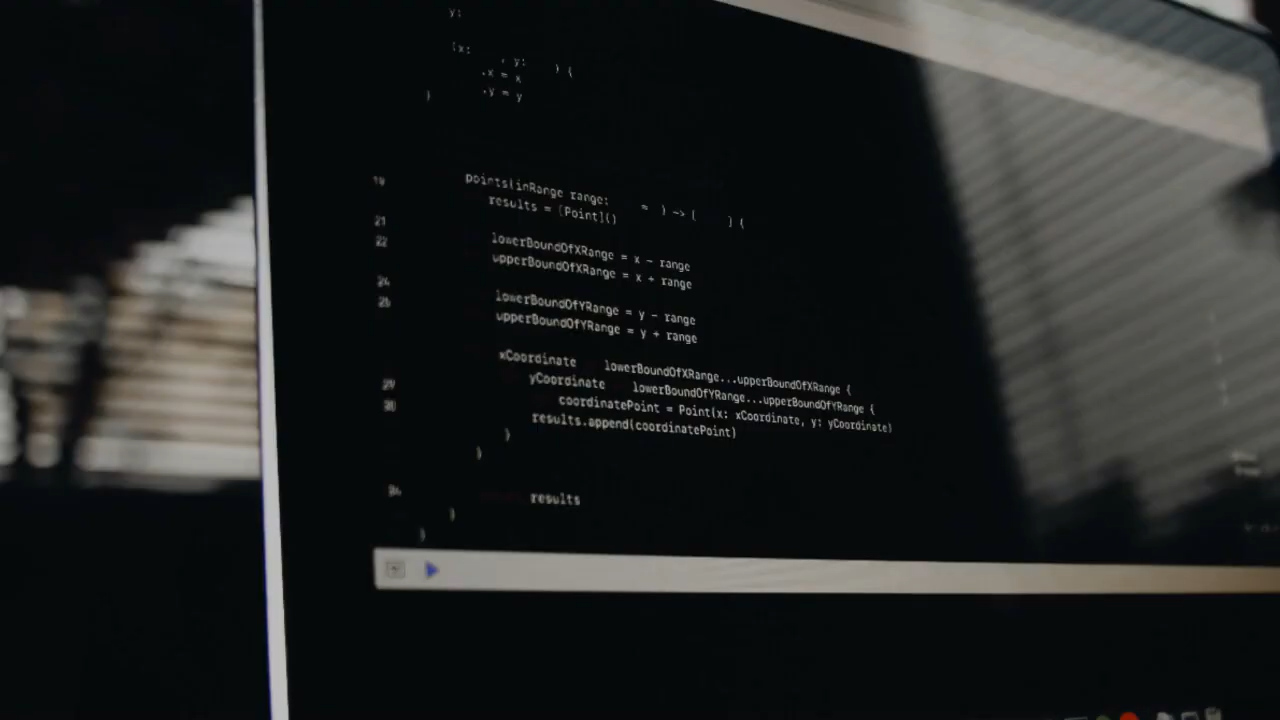 y:
(x: , y: ) {
.x = x
.y = y
}
19 points(inRange range: = ) -> [ ] {
results = [Point]()
21
22 lowerBoundOfXRange = x - range
upperBoundOfXRange = x + range
24
25 lowerBoundOfYRange = y - range
upperBoundOfYRange = y + range
xCoordinate lowerBoundOfXRange...upperBoundOfXRange {
29 yCoordinate lowerBoundOfYRange...upperBoundOfYRange {
30 coordinatePoint = Point(x: xCoordinate, y: yCoordinate)
results.append(coordinatePoint)
}
}
34 results
}
}